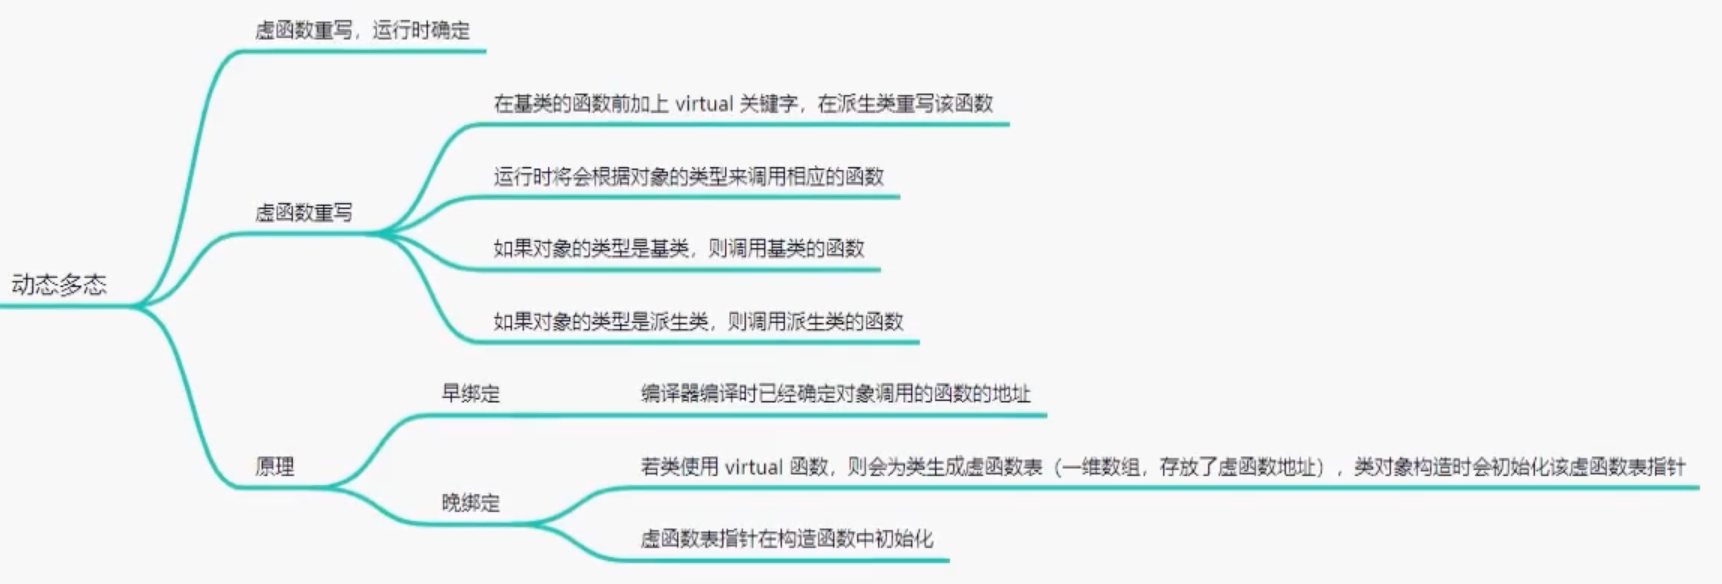 虚函数重写，运行时确定
在基类的函数前加上 virtual 关键字，在派生类重写该函数
运行时将会根据对象的类型来调用相应的函数
虚函数重写
如果对象的类型是基类，则调用基类的函数
动态多态
如果对象的类型是派生类，则调用派生类的函数
早绑定
编译器编译时已经确定对象调用的函数的地址
原理
若类使用 virtual 函数，则会为类生成虚函数表（一维数组，存放了虚函数地址），类对象构造时会初始化该虚函数表指针
晚绑定
虚函数表指针在构造函数中初始化